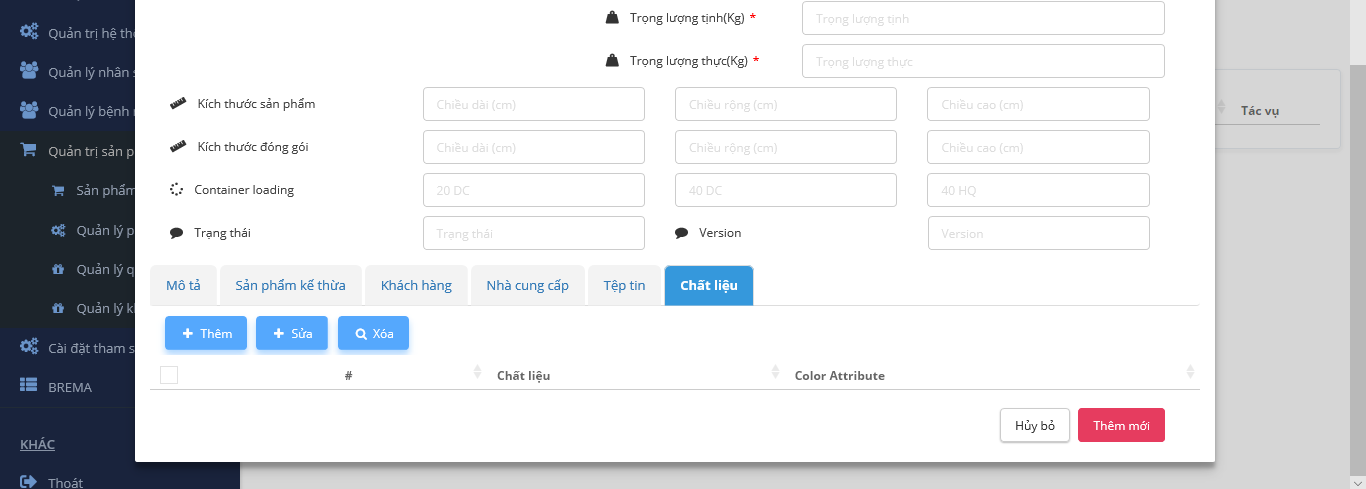 Trọng lượng tịnh(Kg) * Trọng lượng tịnh
Quản trị hệ th
Trọng lượng thực(Kg) * Trọng lượng thực
Quản lý nhân s
Kích thước sản phẩm Chiều dài (cm) Chiều rộng (cm) Chiều cao (cm)
Quản lý bệnh
Tác vụ
Kích thước đóng gói Chiều dài (cm) Chiều rộng (cm) Chiều cao (cm)
Quản trị sản p
Container loading 20 DC 40 DC 40 HQ
Sản phẩm
Trạng thái Trạng thái Version Version
Quản lý p
Quản lý q
Quản lý k
Mô tả Sản phẩm kế thừa Khách hàng Nhà cung cấp Tệp tin Chất liệu
Thêm Sửa Xóa
Cài đặt tham s
# Chất liệu Color Attribute
BREMA
Hủy bỏ Thêm mới
KHÁC
Thoát